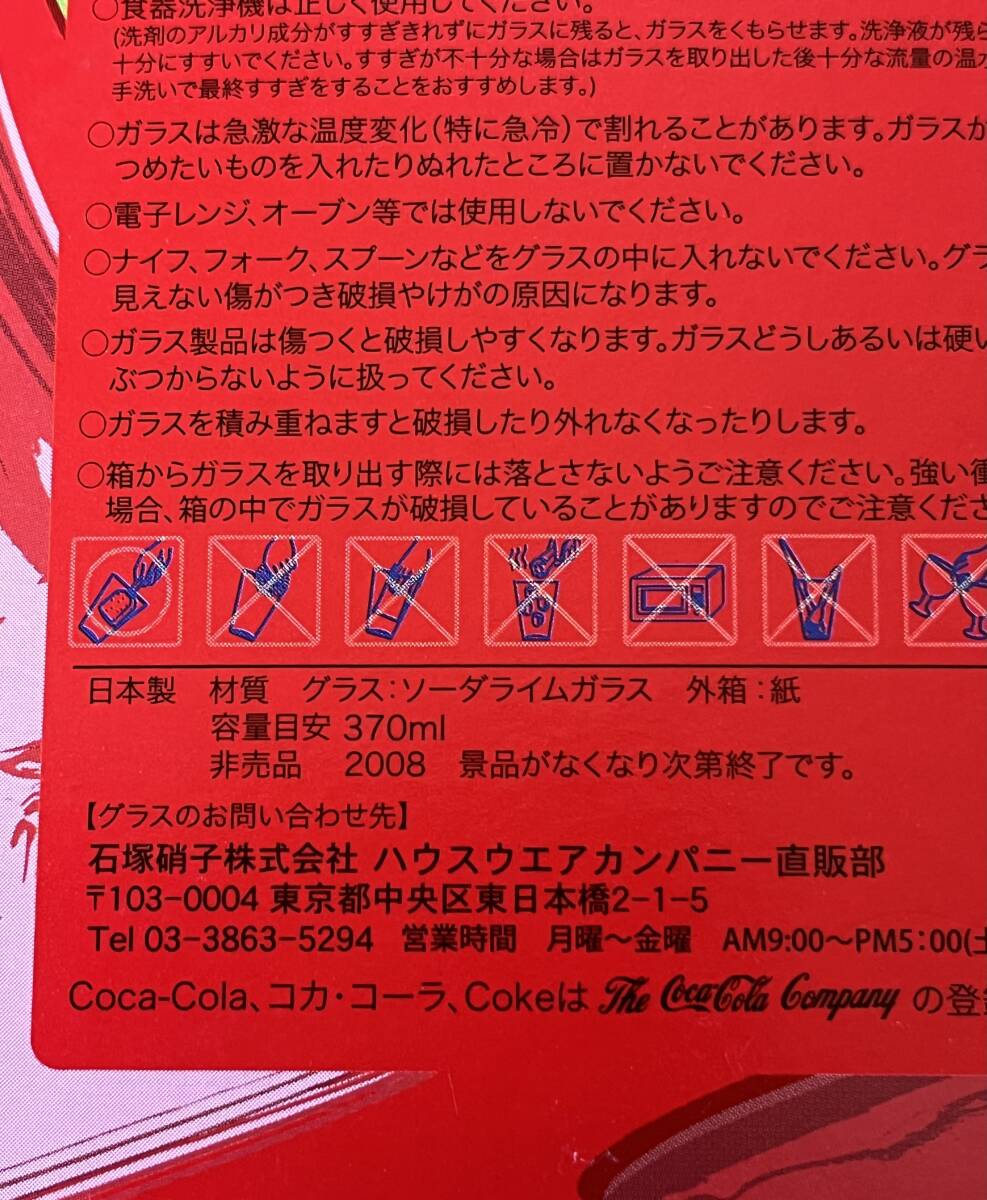 ○食器洗浄機は正しく使用してください。
(洗剤のアルカリ成分がすすぎきれずにガラスに残ると、ガラスをくもらせます。洗浄液が残ら
十分にすすいでください。すすぎが不十分な場合はガラスを取り出した後十分な流量の温水
手洗いで最終すすぎをすることをおすすめします。)
○ガラスは急激な温度変化(特に急冷)で割れることがあります。ガラスが
つめたいものを入れたりぬれたところに置かないでください。
○電子レンジ、オーブン等では使用しないでください。
○ナイフ、フォーク、スプーンなどをグラスの中に入れないでください。グラ
見えない傷がつき破損やけがの原因になります。
○ガラス製品は傷つくと破損しやすくなります。ガラスどうしあるいは硬い
ぶつからないように扱ってください。
○ガラスを積み重ねますと破損したり外れなくなったりします。
○箱からガラスを取り出す際には落とさないようご注意ください。強い衝
場合、箱の中でガラスが破損していることがありますのでご注意くださ
日本製 材質 グラス:ソーダライムガラス 外箱:紙
容量目安 370ml
非売品 2008 景品がなくなり次第終了です。
【グラスのお問い合わせ先】
石塚硝子株式会社 ハウスウエアカンパニー直販部
〒103-0004 東京都中央区東日本橋2-1-5
Tel 03-3863-5294 営業時間 月曜〜金曜 AM9:00〜PM5:00(土
Coca-Cola、コカ・コーラ、Cokeは The Coca-Cola Company の登録